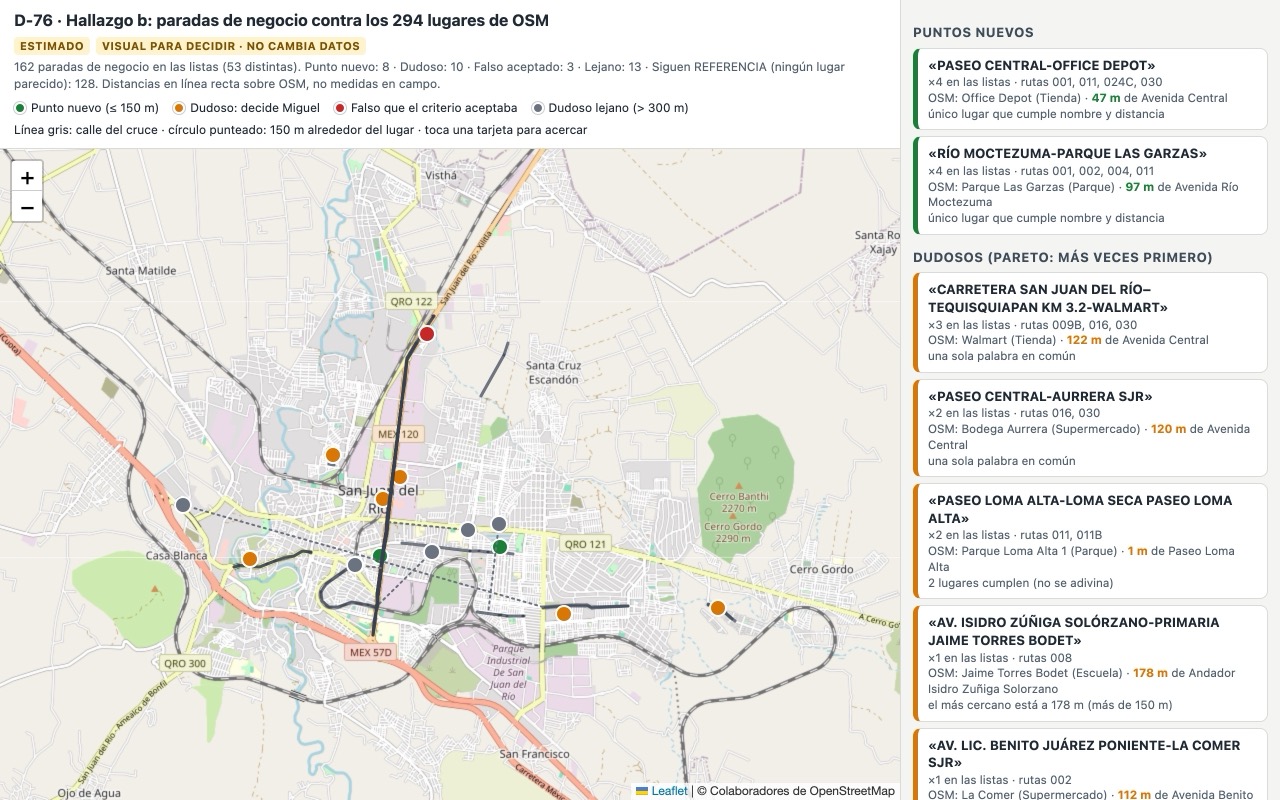 D-76 · Hallazgo b: paradas de negocio contra los 294 lugares de OSM
ESTIMADO
VISUAL PARA DECIDIR · NO CAMBIA DATOS
162 paradas de negocio en las listas (53 distintas). Punto nuevo: 8 · Dudoso: 10 · Falso aceptado: 3 · Lejano: 13 · Siguen REFERENCIA (ningún lugar
parecido): 128. Distancias en línea recta sobre OSM, no medidas en campo.
Punto nuevo (≤ 150 m)
Dudoso: decide Miguel
Falso que el criterio aceptaba
Dudoso lejano (> 300 m)
Línea gris: calle del cruce · círculo punteado: 150 m alrededor del lugar · toca una tarjeta para acercar
+
−
Visthá
Santa Matilde
San Juan del Río - Xilitla
Santa Ro
Xajay
QRO 122
Santa Cruz
Escandón
MEX 120
San Juan del
Río
Cerro Banthi
2270 m
Cerro Gordo
2290 m
QRO 121
Casa Blanca
Cerro Gordo
A Cerro Go
(Cuota)
MEX 57D
QRO 300
Parque
Industrial
De San
Juan del
Río
San Juan del Río - Amealco de Bonfil
San Francisco
Carretera Méxi
Ojo de Agua
Leaflet | © Colaboradores de OpenStreetMap
PUNTOS NUEVOS
«PASEO CENTRAL-OFFICE DEPOT»
×4 en las listas · rutas 001, 011, 024C, 030
OSM: Office Depot (Tienda) · 47 m de Avenida Central
único lugar que cumple nombre y distancia
«RÍO MOCTEZUMA-PARQUE LAS GARZAS»
×4 en las listas · rutas 001, 002, 004, 011
OSM: Parque Las Garzas (Parque) · 97 m de Avenida Río
Moctezuma
único lugar que cumple nombre y distancia
DUDOSOS (PARETO: MÁS VECES PRIMERO)
«CARRETERA SAN JUAN DEL RÍO–
TEQUISQUIAPAN KM 3.2-WALMART»
×3 en las listas · rutas 009B, 016, 030
OSM: Walmart (Tienda) · 122 m de Avenida Central
una sola palabra en común
«PASEO CENTRAL-AURRERA SJR»
×2 en las listas · rutas 016, 030
OSM: Bodega Aurrera (Supermercado) · 120 m de Avenida
Central
una sola palabra en común
«PASEO LOMA ALTA-LOMA SECA PASEO LOMA
ALTA»
×2 en las listas · rutas 011, 011B
OSM: Parque Loma Alta 1 (Parque) · 1 m de Paseo Loma
Alta
2 lugares cumplen (no se adivina)
«AV. ISIDRO ZÚÑIGA SOLÓRZANO-PRIMARIA
JAIME TORRES BODET»
×1 en las listas · rutas 008
OSM: Jaime Torres Bodet (Escuela) · 178 m de Andador
Isidro Zuñiga Solorzano
el más cercano está a 178 m (más de 150 m)
«AV. LIC. BENITO JUÁREZ PONIENTE-LA COMER
SJR»
×1 en las listas · rutas 002
OSM: La Comer (Supermercado) · 112 m de Avenida Benito